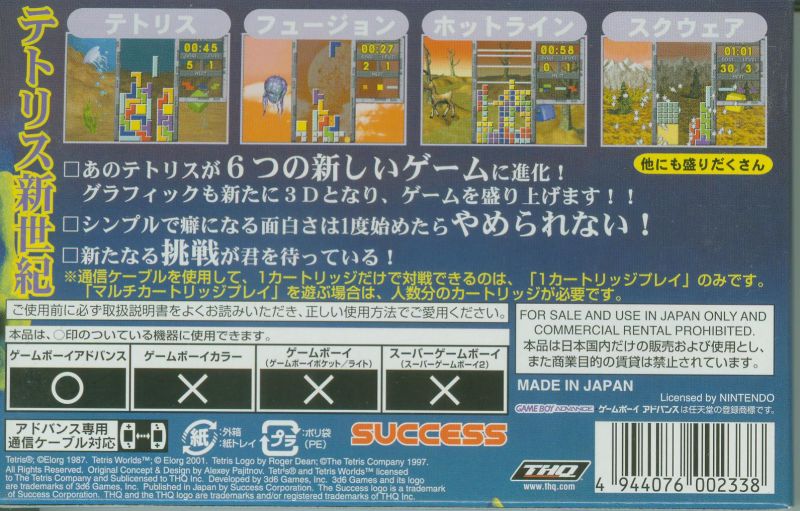 テトリス新世紀
テトリス
フュージョン
ホットライン
スクウェア
00:45
00:27
00:58
01:01
□あのテトリスが6つの新しいゲームに進化!
グラフィックも新たに3Dとなり、ゲームを盛り上げます!!
他にも盛りだくさん
□シンプルで癖になる面白さは1度始めたらやめられない!
□新たなる挑戦が君を待っている!
※通信ケーブルを使用して、1カートリッジだけで対戦できるのは、「1カートリッジプレイ」のみです。
「マルチカートリッジプレイ」を遊ぶ場合は、人数分のカートリッジが必要です。
ご使用前に必ず取扱説明書をよくお読みいただき、正しい使用方法でご愛用ください。
本品は、○印のついている機器に使用できます。
ゲームボーイアドバンス
ゲームボーイカラー
ゲームボーイ
(ゲームボーイポケット/ライト)
スーパーゲームボーイ
(スーパーゲームボーイ2)
○ × × ×
FOR SALE AND USE IN JAPAN ONLY AND
COMMERCIAL RENTAL PROHIBITED.
本品は日本国内だけの販売および使用とし、
また商業目的の賃貸は禁止されています。
MADE IN JAPAN
Licensed by NINTENDO
GAME BOY ADVANCE ゲームボーイ アドバンスは任天堂の登録商標です。
アドバンス専用
通信ケーブル対応
紙
:外箱
:紙トレイ
プラ
:ポリ袋
(PE)
SUCCESS
Tetris®; ©Elorg 1987. Tetris Worlds™; © Elorg 2001. Tetris Logo by Roger Dean; ©The Tetris Company 1997.
All Rights Reserved. Original Concept & Design by Alexey Pajitnov. Tetris® and Tetris Worlds™ licensed
to The Tetris Company and Sublicensed to THQ Inc. Developed by 3d6 Games, Inc. 3d6 Games and its logo
are trademarks of 3d6 Games, Inc. Published in Japan by Success Corporation. The Success logo is a trademark
of Success Corporation. THQ and the THQ logo are trademarks and/or registered trademarks of THQ Inc.
THQ
www.thq.com
4 944076 002338